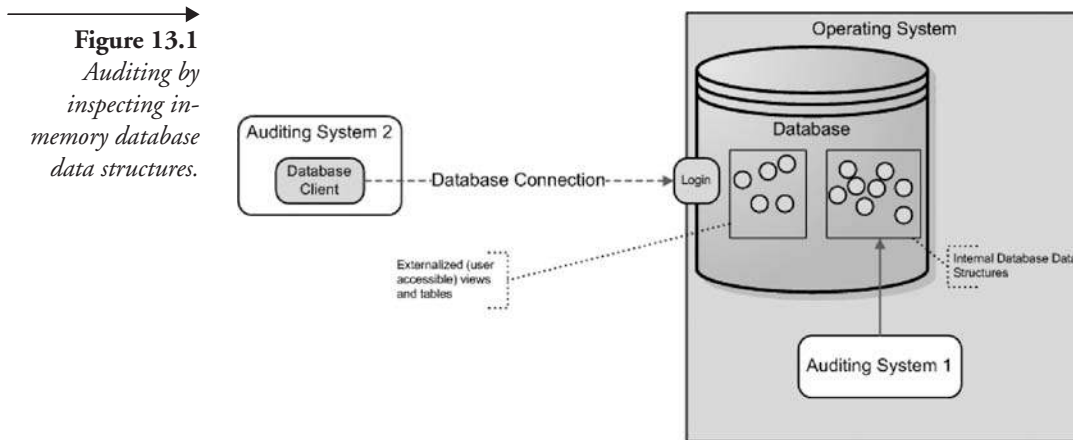 Figure 13.1
Auditing by
inspecting in-
memory database
data structures.
Operating System
Auditing System 2
Database
Client
Database Connection
Login
Database
Externalized (user
accessible) views
and tables
Internal Database Data
Structures
Auditing System 1